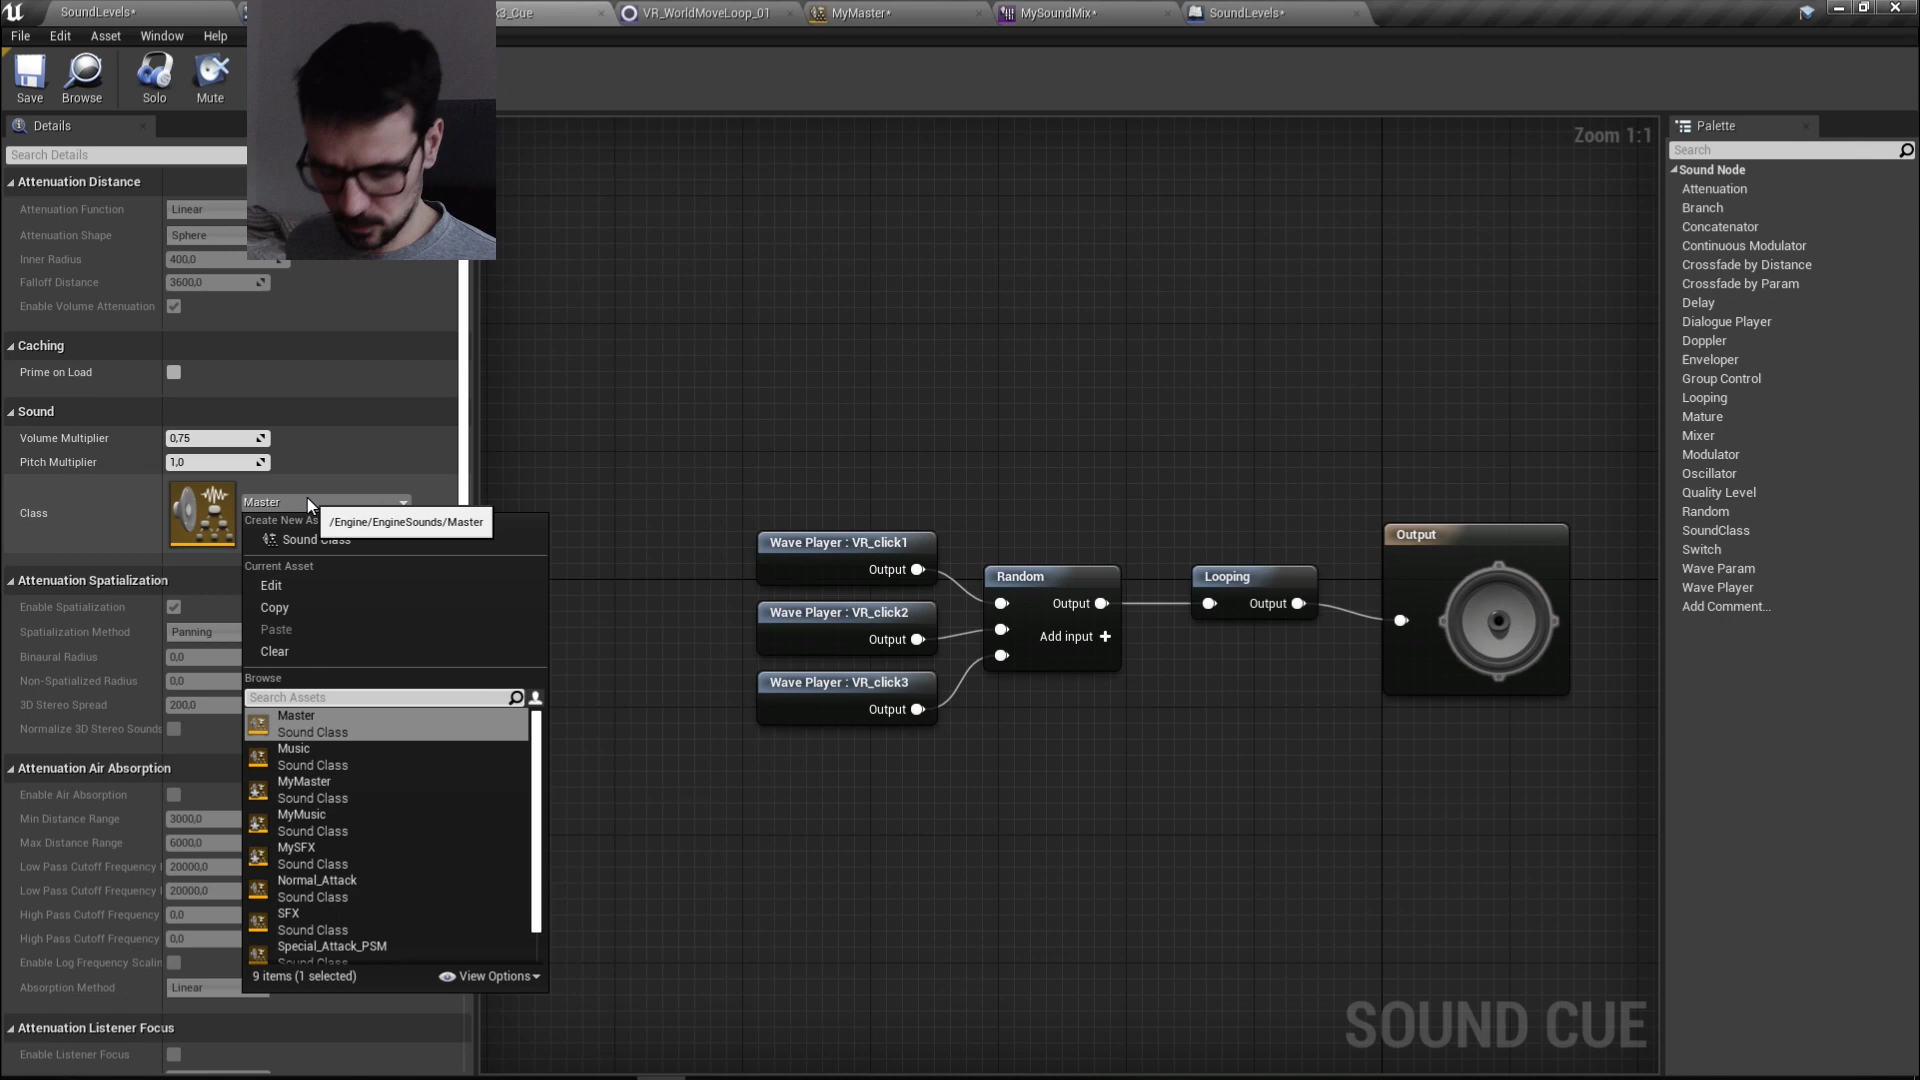 SoundLevels*
k3_Cue
VR_WorldMoveLoop_01
MyMaster*
MySoundMix*
SoundLevels*
File Edit Asset Window Help
Save Browse Solo Mute
Details
Search Details
Attenuation Distance
Attenuation Function Linear
Attenuation Shape Sphere
Inner Radius 400,0
Falloff Distance 3600,0
Enable Volume Attenuation
Caching
Prime on Load
Sound
Volume Multiplier 0,75
Pitch Multiplier 1,0
Class
Master
/Engine/EngineSounds/Master
Create New As
Sound Class
Current Asset
Edit
Copy
Paste
Clear
Browse
Search Assets
Master
Sound Class
Music
Sound Class
MyMaster
Sound Class
MyMusic
Sound Class
MySFX
Sound Class
Normal_Attack
Sound Class
SFX
Sound Class
Special_Attack_PSM
Sound Class
9 items (1 selected)
View Options
Attenuation Spatialization
Enable Spatialization
Spatialization Method Panning
Binaural Radius 0,0
Non-Spatialized Radius 0,0
3D Stereo Spread 200,0
Normalize 3D Stereo Sounds
Attenuation Air Absorption
Enable Air Absorption
Min Distance Range 3000,0
Max Distance Range 6000,0
Low Pass Cutoff Frequency 20000,0
Low Pass Cutoff Frequency 20000,0
High Pass Cutoff Frequency 0,0
High Pass Cutoff Frequency 0,0
Enable Log Frequency Scalin
Absorption Method Linear
Attenuation Listener Focus
Enable Listener Focus
Zoom 1:1
Wave Player : VR_click1
Output
Wave Player : VR_click2
Output
Wave Player : VR_click3
Output
Random
Output
Add input
Looping
Output
Output
SOUND CUE
Palette
Search
Sound Node
Attenuation
Branch
Concatenator
Continuous Modulator
Crossfade by Distance
Crossfade by Param
Delay
Dialogue Player
Doppler
Enveloper
Group Control
Looping
Mature
Mixer
Modulator
Oscillator
Quality Level
Random
SoundClass
Switch
Wave Param
Wave Player
Add Comment...